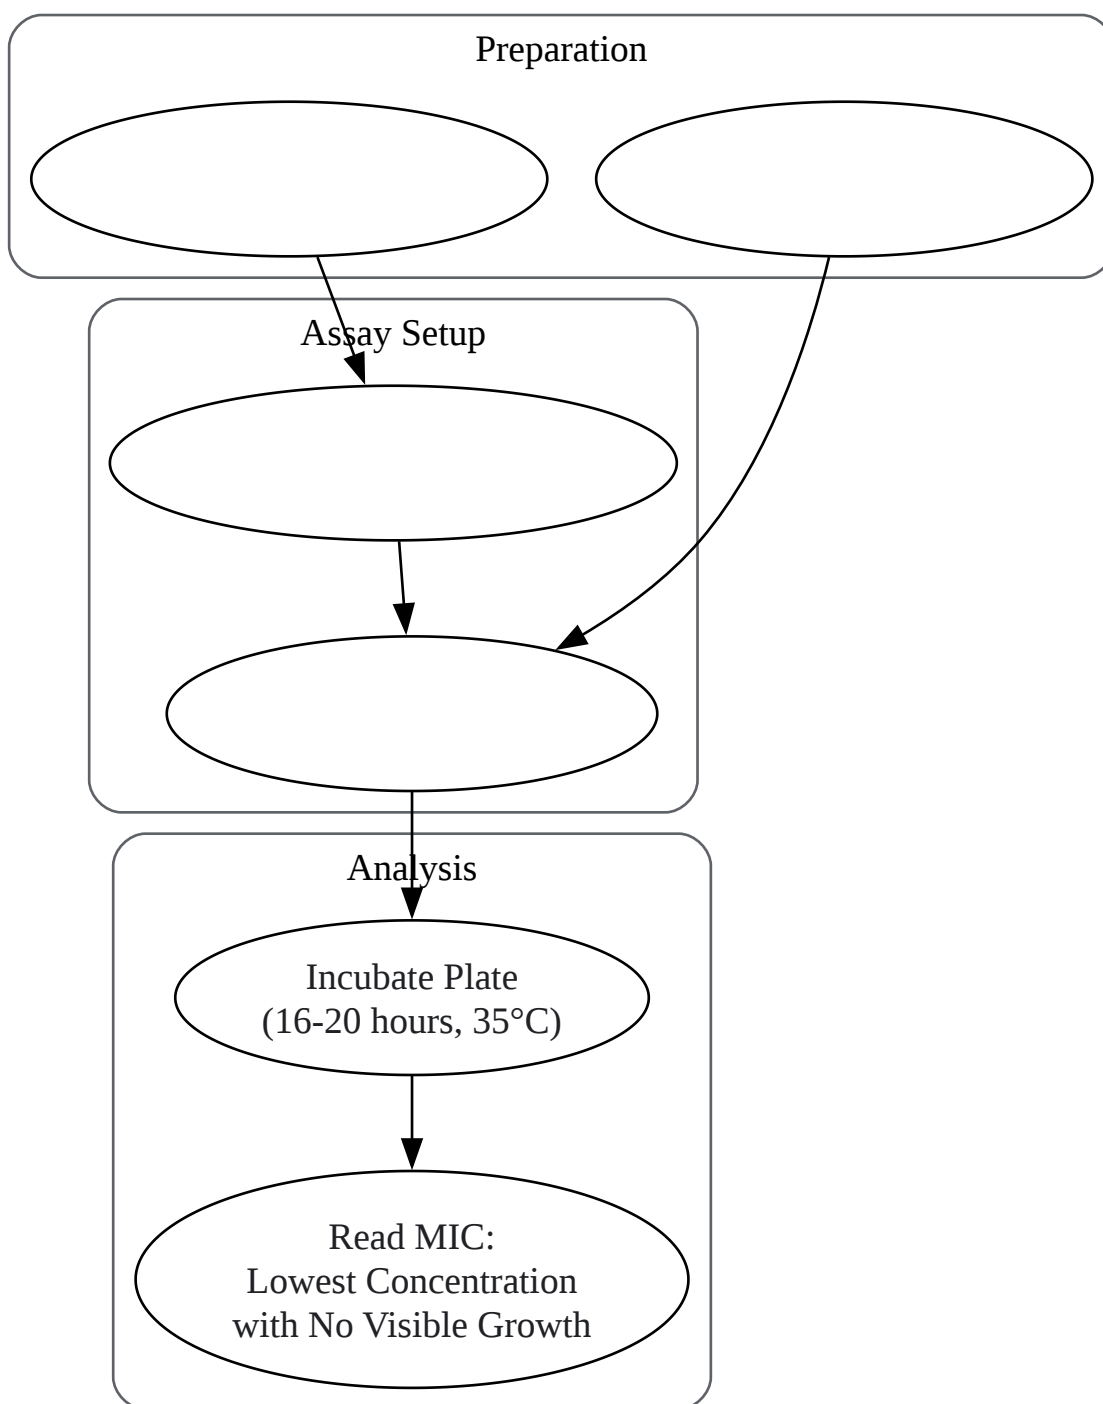 Preparation
Assay Setup
Analysis
Incubate Plate
(16-20 hours, 35°C)
Read MIC:
Lowest Concentration
with No Visible Growth